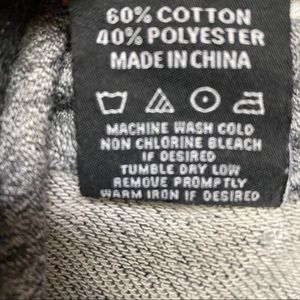 60% COTTON
40% POLYESTER
MADE IN CHINA
MACHINE WASH COLD
NON CHLORINE BLEACH
IF DESIRED
TUMBLE DRY LOW
REMOVE PROMPTLY
WARM IRON IF DESIRED